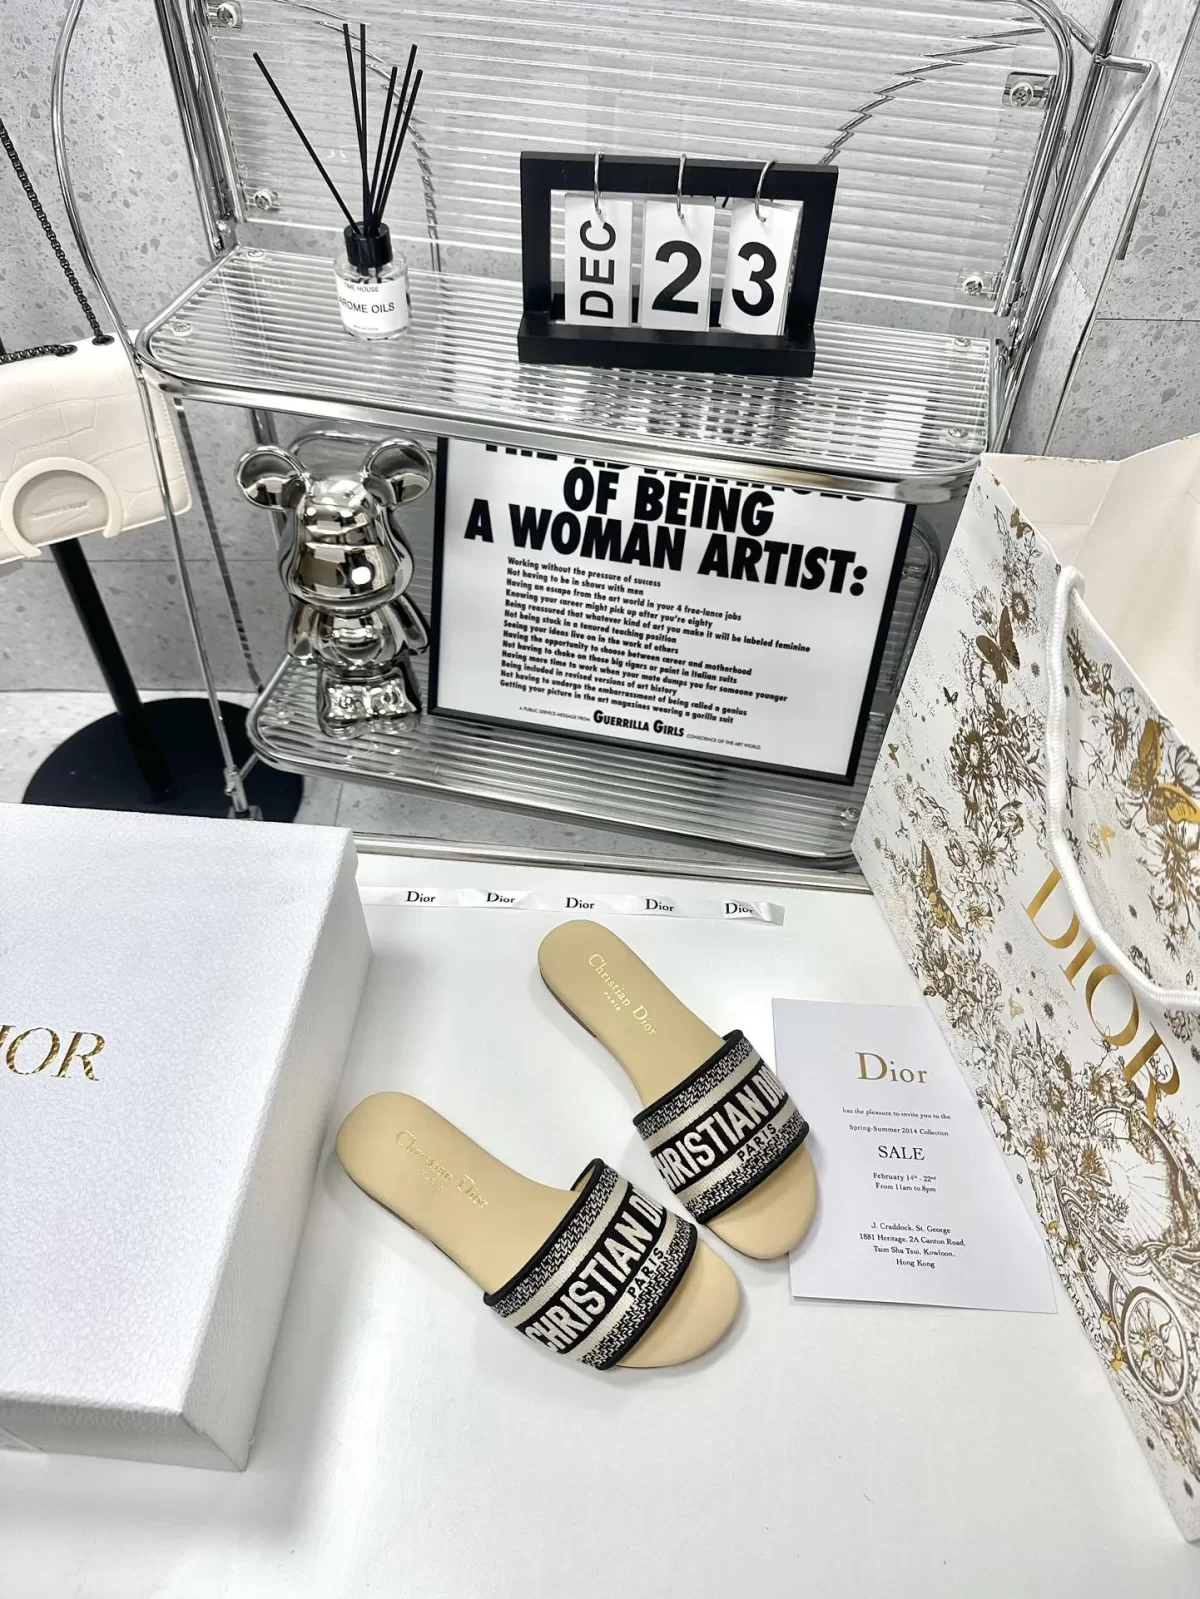 HOUSE
AROME OILS
DEC 23
OF BEING
A WOMAN ARTIST:
Working without the pressure of success
Not having to be in shows with men
Having an escape from the art world in your 4 free-lance jobs
Knowing your career might pick up after you're eighty
Being reassured that whatever kind of art you make it will be labeled feminine
Not being stuck in a tenured teaching position
Seeing your ideas live on in the work of others
Having the opportunity to choose between career and motherhood
Not having to choke on those big cigars or paint in Italian suits
Having more time to work when your mate dumps you for someone younger
Being included in revised versions of art history
Not having to undergo the embarrassment of being called a genius
Getting your picture in the art magazines wearing a gorilla suit
A PUBLIC SERVICE MESSAGE FROM GUERRILLA GIRLS CONSCIENCE OF THE ART WORLD
Dior Dior Dior Dior Dior
DIOR
IOR
Christian Dior
PARIS
CHRISTIAN DIO
PARIS
Christian Dior
PARIS
CHRISTIAN DI
PARIS
Dior
has the pleasure to invite you to the
Spring-Summer 2014 Collection
SALE
February 14th - 22nd
From 11am to 8pm
J. Craddock, St. George
1881 Heritage, 2A Canton Road,
Tsim Sha Tsui, Kowloon,
Hong Kong